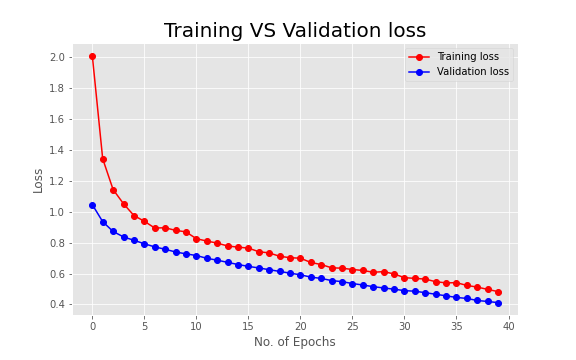 Training VS Validation loss
Training loss
Validation loss
Loss
2.0
1.8
1.6
1.4
1.2
1.0
0.8
0.6
0.4
0 5 10 15 20 25 30 35 40
No. of Epochs